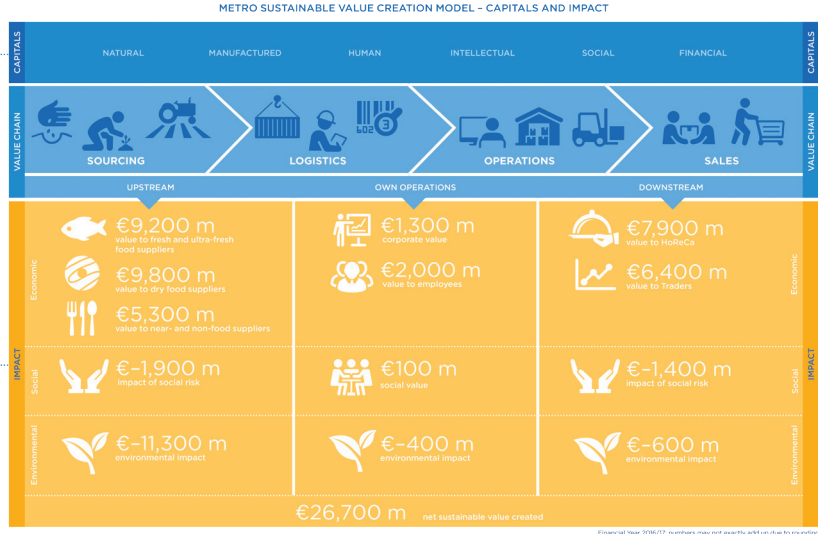 METRO SUSTAINABLE VALUE CREATION MODEL – CAPITALS AND IMPACT
CAPITALS
NATURAL
MANUFACTURED
HUMAN
INTELLECTUAL
SOCIAL
FINANCIAL
CAPITALS
VALUE CHAIN
602
3
SOURCING
LOGISTICS
OPERATIONS
SALES
VALUE CHAIN
UPSTREAM
OWN OPERATIONS
DOWNSTREAM
IMPACT
Economic
€9,200 m
value to fresh and ultra-fresh
food suppliers
€9,800 m
value to dry food suppliers
€5,300 m
value to near- and non-food suppliers
€1,300 m
corporate value
€2,000 m
value to employees
€7,900 m
value to HoReCa
€6,400 m
value to Traders
Economic
IMPACT
Social
€–1,900 m
impact of social risk
€100 m
social value
€–1,400 m
impact of social risk
Social
Environmental
€–11,300 m
environmental impact
€–400 m
environmental impact
€–600 m
environmental impact
Environmental
€26,700 m net sustainable value created
Financial Year 2016/17, numbers may not exactly add up due to rounding